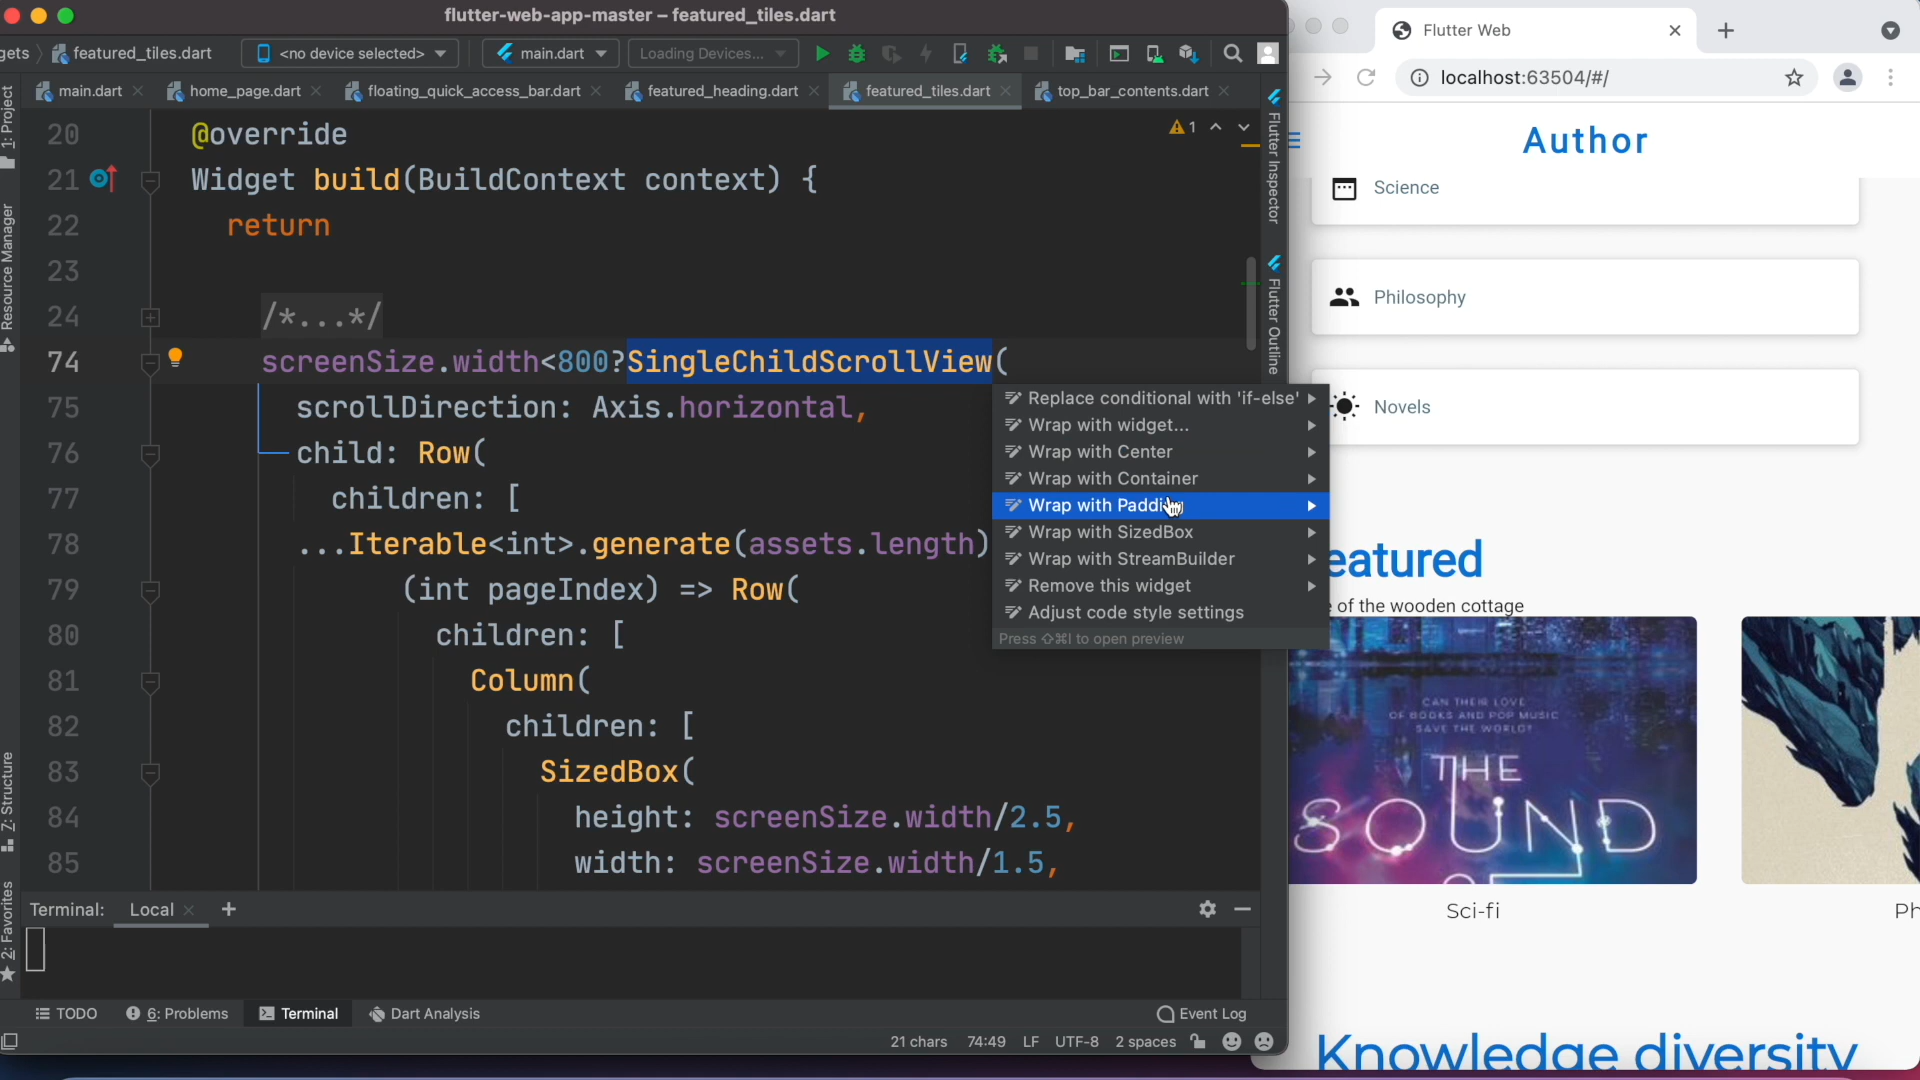 flutter-web-app-master – featured_tiles.dart
gets
featured_tiles.dart
<no device selected>
main.dart
Loading Devices...
main.dart
home_page.dart
floating_quick_access_bar.dart
featured_heading.dart
featured_tiles.dart
top_bar_contents.dart
1: Project
Resource Manager
Z: Structure
2: Favorites
Flutter Inspector
Flutter Outline
1
20 @override
21 Widget build(BuildContext context) {
22 return
23
24 /*...*/
74 screenSize.width<800?SingleChildScrollView(
75 scrollDirection: Axis.horizontal,
76 child: Row(
77 children: [
78 ...Iterable<int>.generate(assets.length)
79 (int pageIndex) => Row(
80 children: [
81 Column(
82 children: [
83 SizedBox(
84 height: screenSize.width/2.5,
85 width: screenSize.width/1.5,
Replace conditional with 'if-else'
Wrap with widget...
Wrap with Center
Wrap with Container
Wrap with Padding
Wrap with SizedBox
Wrap with StreamBuilder
Remove this widget
Adjust code style settings
Press ⇧⌘I to open preview
Terminal:
Local
TODO
6: Problems
Terminal
Dart Analysis
Event Log
21 chars
74:49
LF
UTF-8
2 spaces
Flutter Web
localhost:63504/#/
Author
Science
Philosophy
Novels
eatured
e of the wooden cottage
CAN THEIR LOVE
OF BOOKS AND POP MUSIC
SAVE THE WORLD?
THE
SOUND
Sci-fi
Ph
Knowledge diversity